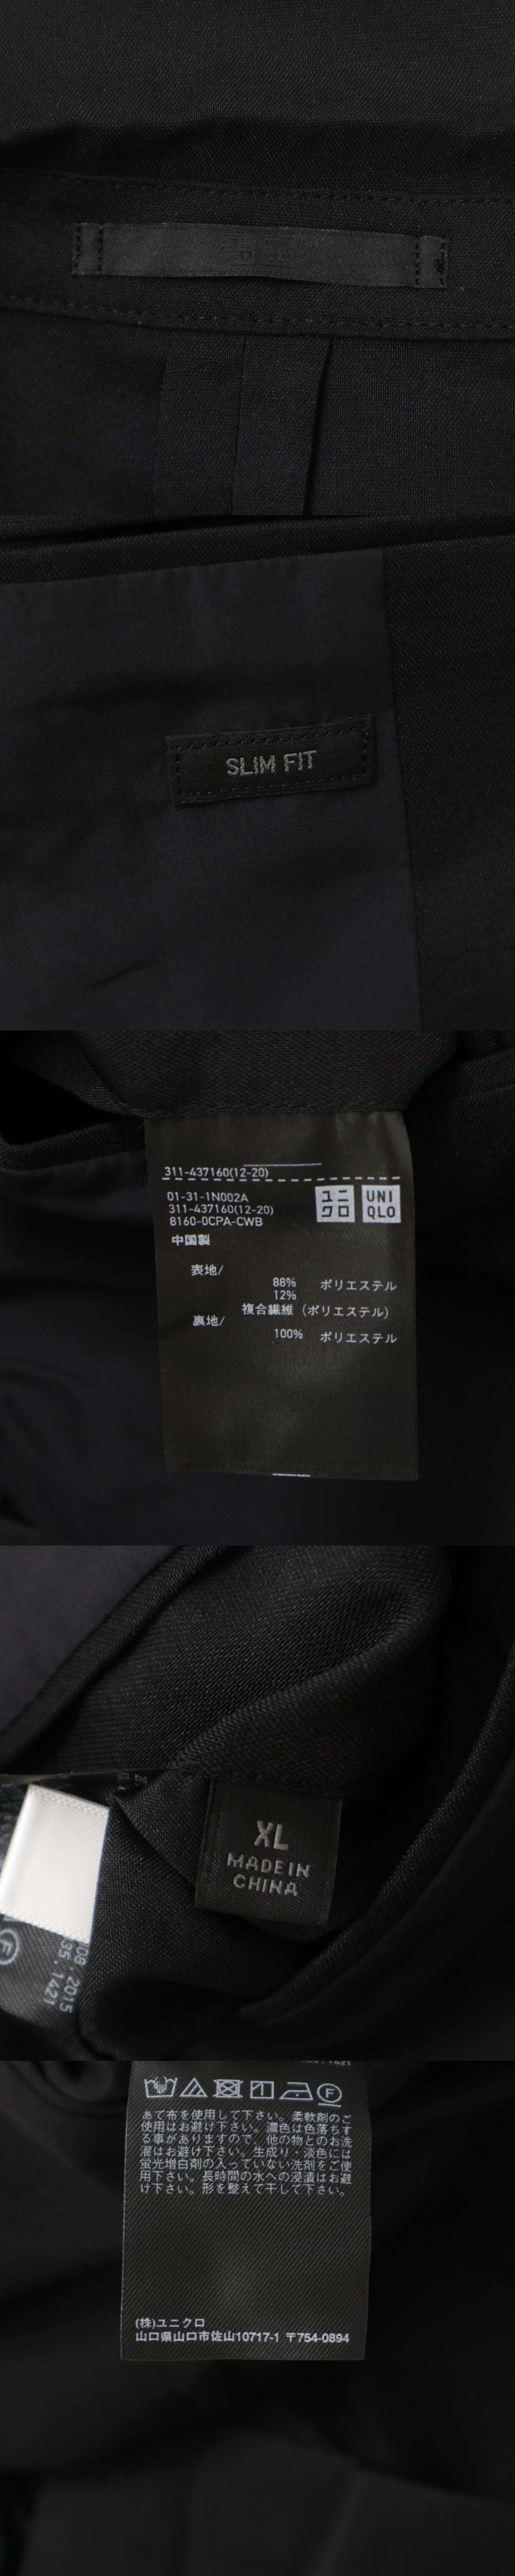 SLIM FIT
311-437160(12-20)
01-31-1N002A
311-437160(12-20)
8160-0CPA-CWB
ユニ
クロ
UNI
QLO
中国製
表地/
88% ポリエステル
12%
複合繊維（ポリエステル）
裏地/
100% ポリエステル
XL
MADE IN
CHINA
08, 2015
35, 1421
F
F
あて布を使用して下さい。柔軟剤のご
使用はお避け下さい。濃色は色落ちす
る事がありますので、他の物とのお洗
濯はお避け下さい。生成り・淡色には
蛍光増白剤の入っていない洗剤をご使
用下さい。長時間の水への浸漬はお避
け下さい。形を整えて干して下さい。
(株)ユニクロ
山口県山口市佐山10717-1 〒754-0894